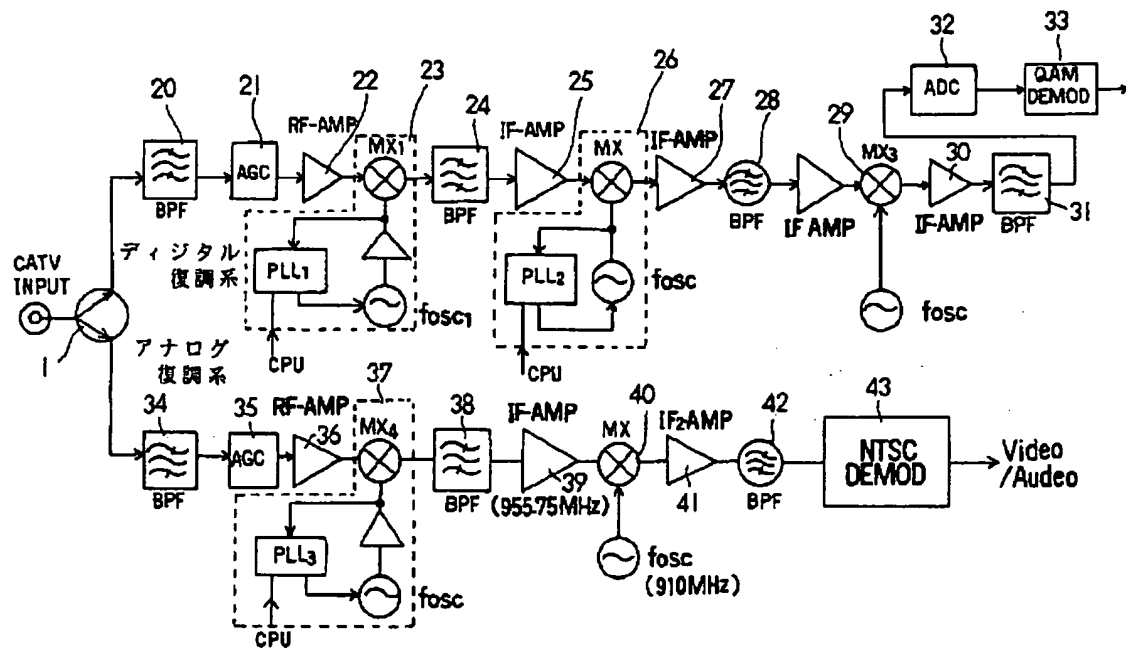 32
33
ADC
QAM
DEMOD
20
21
22
23
24
25
26
27
28
29
30
31
RF-AMP
MX1
IF-AMP
MX
IF-AMP
MX3
AGC
BPF
BPF
BPF
IF AMP
IF-AMP
BPF
ディジタル
復調系
PLL1
fosc1
CPU
PLL2
fosc
CPU
fosc
CATV
INPUT
1
アナログ
復調系
34
35
RF-AMP
36
37
MX4
38
IF-AMP
39
(955.75MHz)
MX
40
IF2-AMP
41
42
43
AGC
BPF
BPF
BPF
NTSC
DEMOD
Video
/Audeo
PLL3
fosc
CPU
fosc
(910MHz)